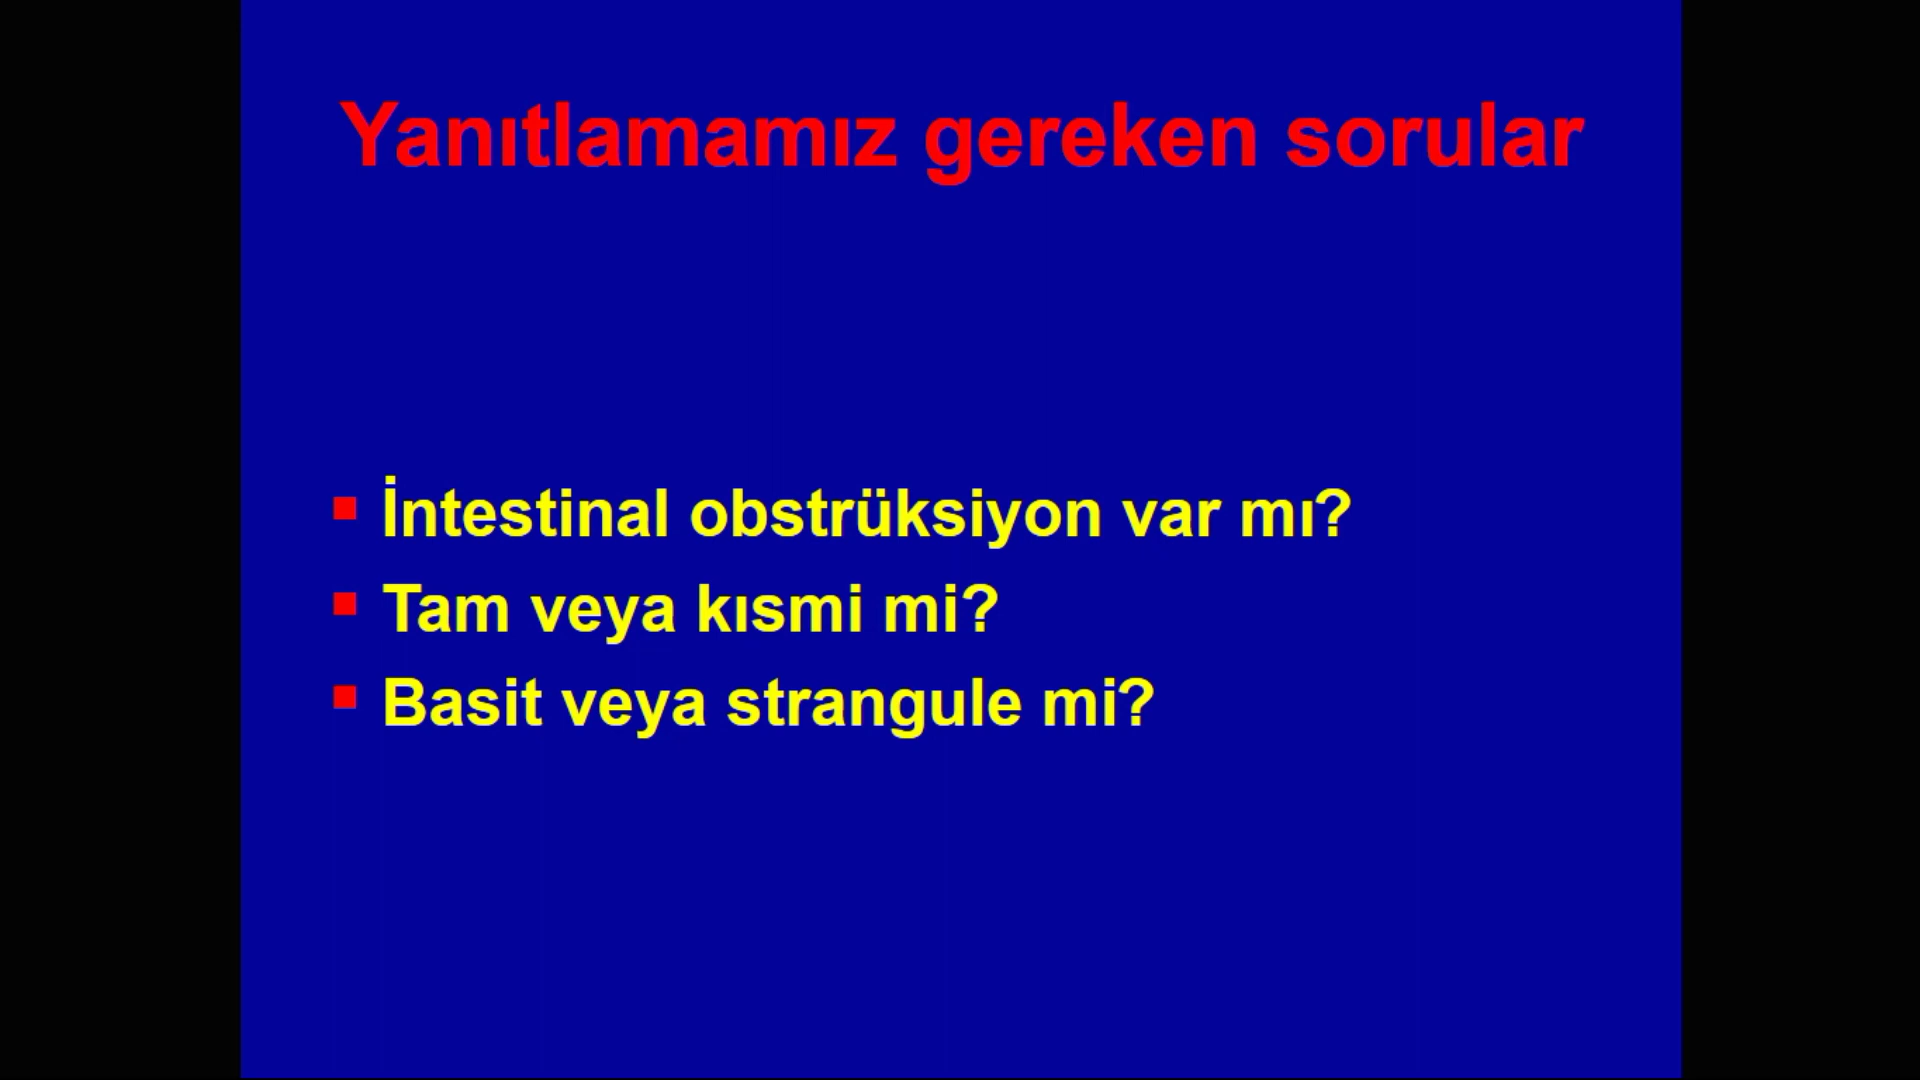 Yanıtlamamız gereken sorular
İntestinal obstrüksiyon var mı?
Tam veya kısmi mi?
Basit veya strangule mi?